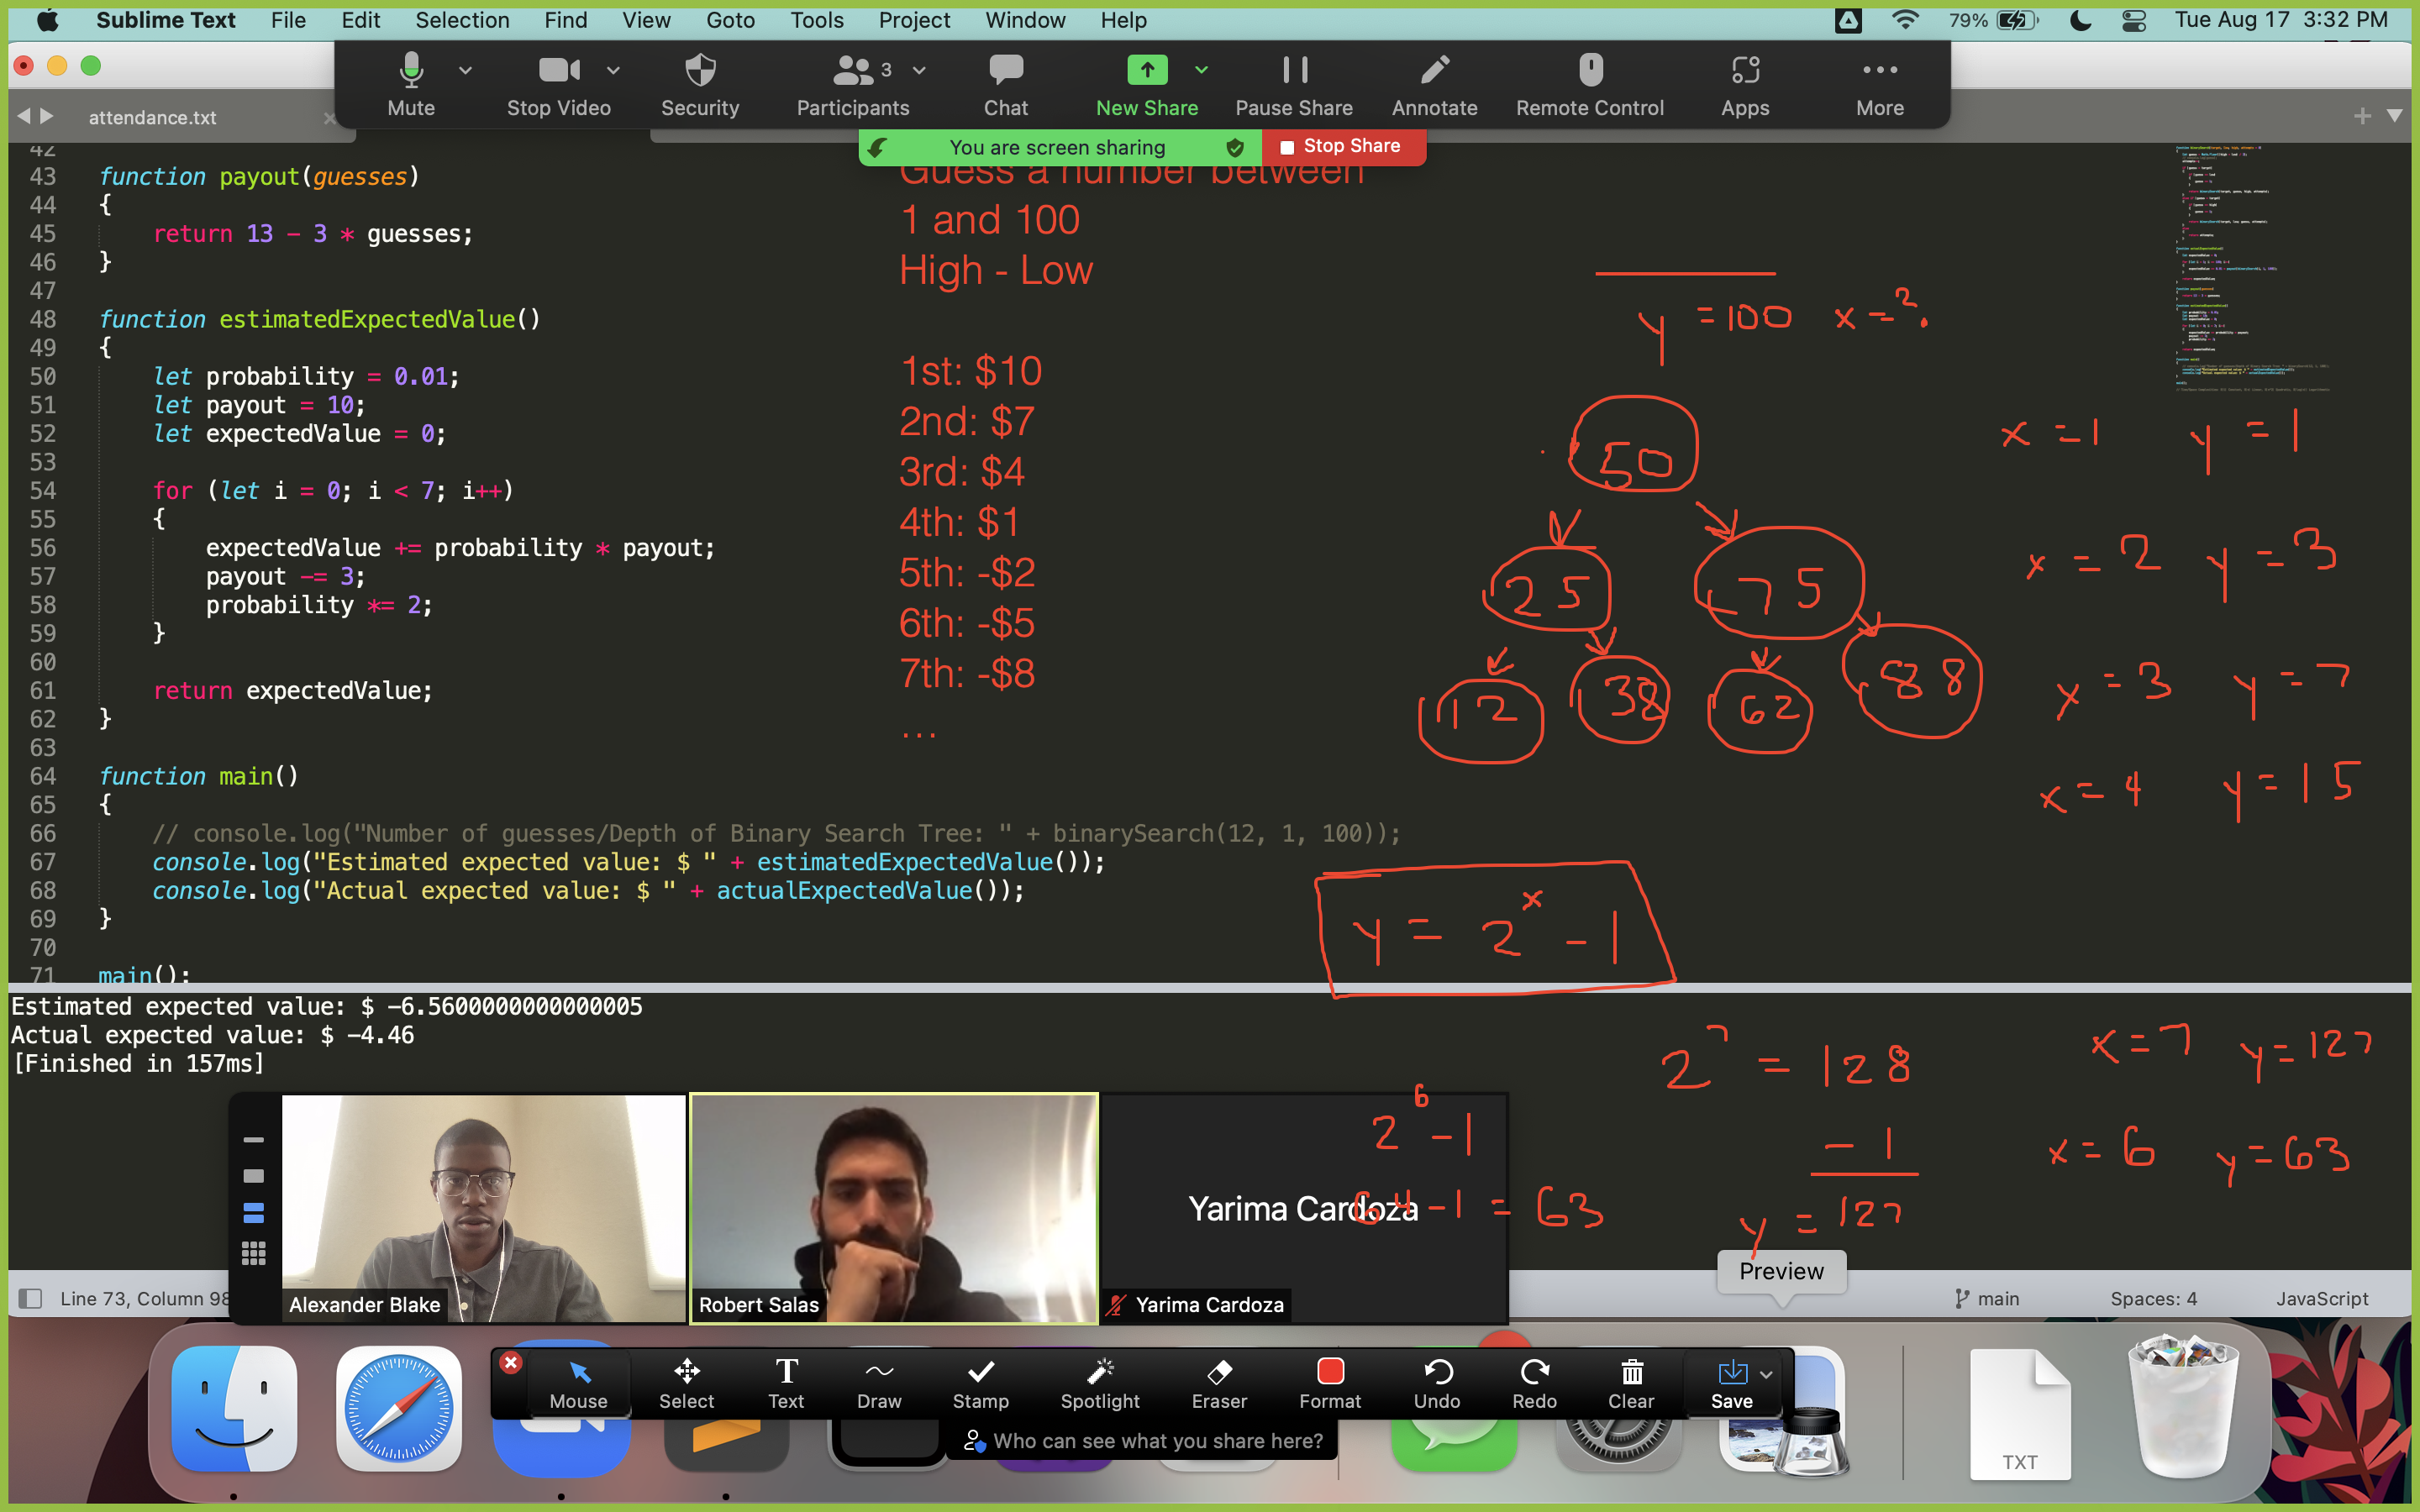 Sublime Text File Edit Selection Find View Goto Tools Project Window Help 79% Tue Aug 17 3:32 PM
Mute Stop Video Security Participants 3 Chat New Share Pause Share Annotate Remote Control Apps More
You are screen sharing Stop Share
attendance.txt
42
43 function payout(guesses)
44 {
45 return 13 - 3 * guesses;
46 }
47
48 function estimatedExpectedValue()
49 {
50 let probability = 0.01;
51 let payout = 10;
52 let expectedValue = 0;
53
54 for (let i = 0; i < 7; i++)
55 {
56 expectedValue += probability * payout;
57 payout -= 3;
58 probability *= 2;
59 }
60
61 return expectedValue;
62 }
63
64 function main()
65 {
66 // console.log("Number of guesses/Depth of Binary Search Tree: " + binarySearch(12, 1, 100));
67 console.log("Estimated expected value: $ " + estimatedExpectedValue());
68 console.log("Actual expected value: $ " + actualExpectedValue());
69 }
70
71 main();
Guess a number between
1 and 100
High - Low
1st: $10
2nd: $7
3rd: $4
4th: $1
5th: -$2
6th: -$5
7th: -$8
...
y = 100 x = ?
50
25 75
12 38 62 88
x = 1 y = 1
x = 2 y = 3
x = 3 y = 7
x = 4 y = 15
y = 2^x - 1
Estimated expected value: $ -6.5600000000000005
Actual expected value: $ -4.46
[Finished in 157ms]
2^7 = 128
- 1
y = 127
x = 7 y = 127
x = 6 y = 63
2^6 - 1
64 - 1 = 63
Yarima Cardoza
Alexander Blake
Robert Salas
Yarima Cardoza
Preview
Line 73, Column 98
main Spaces: 4 JavaScript
Mouse Select Text Draw Stamp Spotlight Eraser Format Undo Redo Clear Save
Who can see what you share here?
TXT